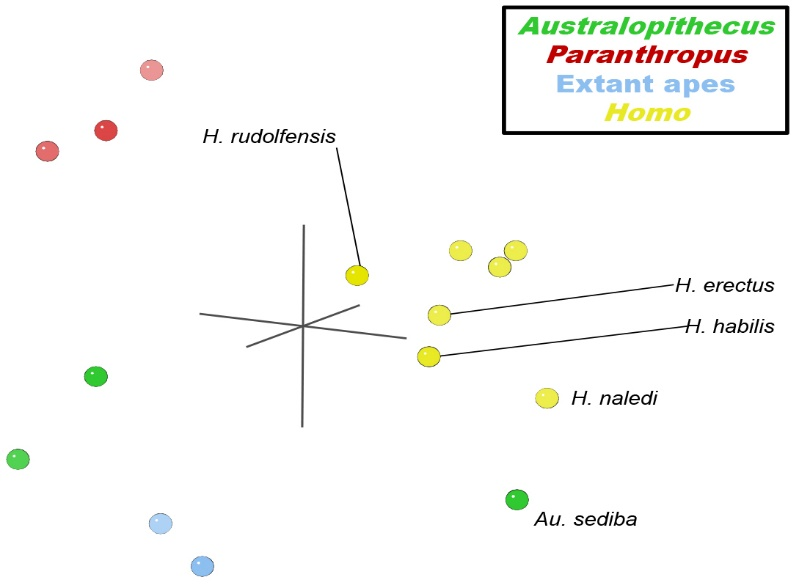 Australopithecus
Paranthropus
Extant apes
Homo
H. rudolfensis
H. erectus
H. habilis
H. naledi
Au. sediba